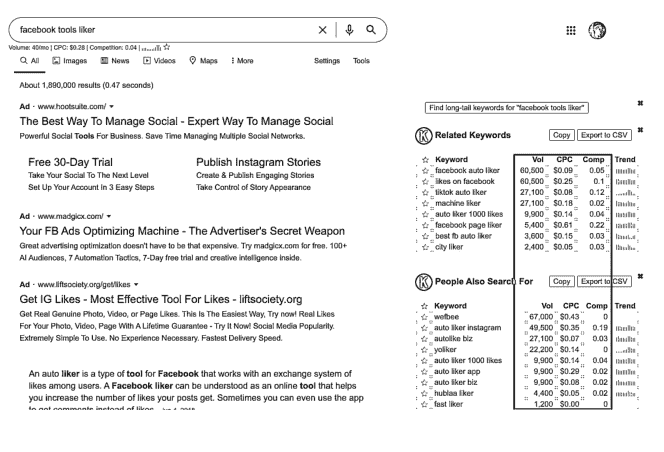 facebook tools liker
Volume: 40/mo | CPC: $0.28 | Competition: 0.04
All Images News Videos Maps More Settings Tools
About 1,890,000 results (0.47 seconds)
Ad · www.hootsuite.com/
The Best Way To Manage Social - Expert Way To Manage Social
Powerful Social Tools For Business. Save Time Managing Multiple Social Networks.
Free 30-Day Trial
Take Your Social To The Next Level
Set Up Your Account In 3 Easy Steps
Publish Instagram Stories
Create & Publish Engaging Stories
Take Control of Story Appearance
Ad · www.madgicx.com/
Your FB Ads Optimizing Machine - The Advertiser's Secret Weapon
Great advertising optimization doesn't have to be that expensive. Try madgicx.com for free. 100+
AI Audiences, 7 Automation Tactics, 7-Day free trial and creative intelligence inside.
Ad · www.liftsociety.org/get/likes
Get IG Likes - Most Effective Tool For Likes - liftsociety.org
Get Real Genuine Photo, Video, or Page Likes. This Is The Easiest Way, Try now! Real Likes
For Your Photo, Video, Page With A Lifetime Guarantee - Try It Now! Social Media Popularity.
Extremely Simple To Use. No Experience Necessary. Fastest Delivery Speed.
An auto liker is a type of tool for Facebook that works with an exchange system of
likes among users. A Facebook liker can be understood as an online tool that helps
you increase the number of likes your posts get. Sometimes you can even use the app
to get comments instead of likes.
Find long-tail keywords for "facebook tools liker"
Related Keywords Copy Export to CSV
Keyword Vol CPC Comp Trend
facebook auto liker 60,500 $0.09 0.05
likes on facebook 60,500 $0.25 0.1
tiktok auto liker 27,100 $0.08 0.12
machine liker 27,100 $0.18 0.02
auto liker 1000 likes 9,900 $0.14 0.04
facebook page liker 5,400 $0.61 0.22
best fb auto liker 3,600 $0.15 0.03
city liker 2,400 $0.05 0.03
People Also Search For Copy Export to CSV
Keyword Vol CPC Comp Trend
wefbee 67,000 $0.43 0
auto liker instagram 49,500 $0.35 0.19
autolike biz 27,100 $0.07 0.03
yoliker 22,200 $0.14 0
auto liker 1000 likes 9,900 $0.14 0.04
auto liker app 9,900 $0.29 0.02
auto liker biz 9,900 $0.08 0.02
hublaa liker 4,400 $0.05 0.02
fast liker 1,200 $0.00 0